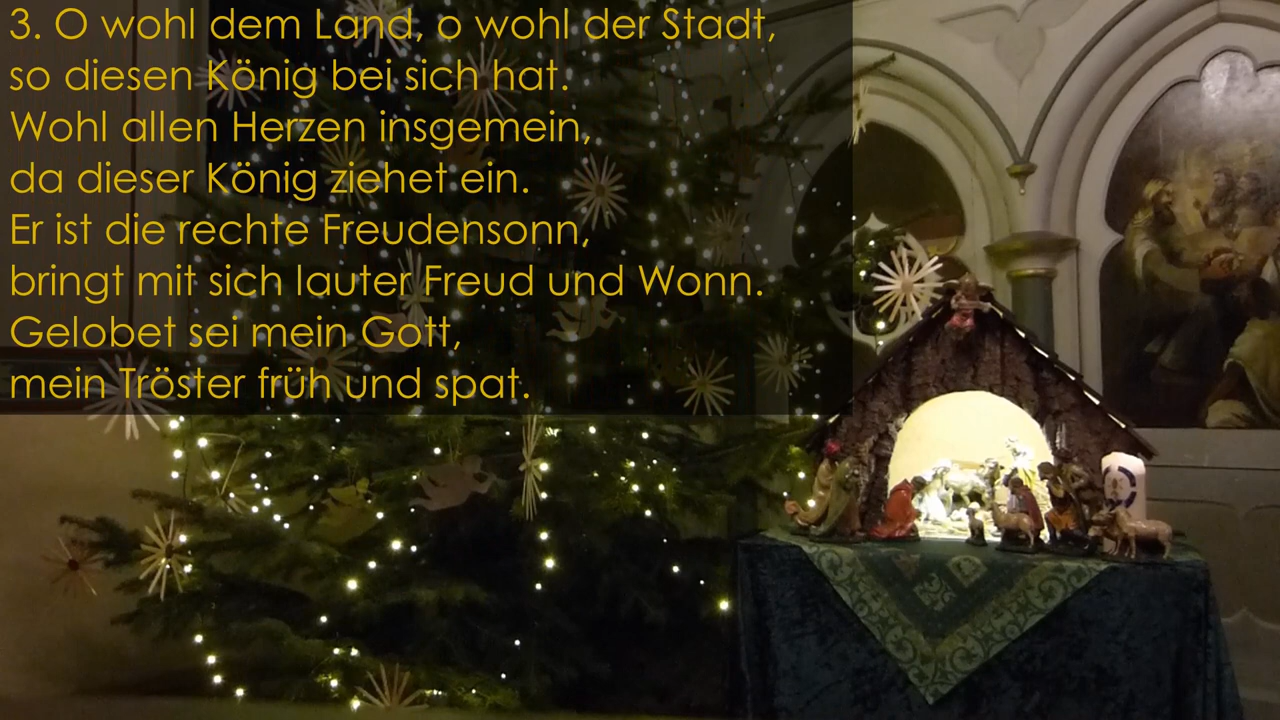 3. O wohl dem Land, o wohl der Stadt,
so diesen König bei sich hat.
Wohl allen Herzen insgemein,
da dieser König ziehet ein.
Er ist die rechte Freudensonn,
bringt mit sich lauter Freud und Wonn.
Gelobet sei mein Gott,
mein Tröster früh und spat.